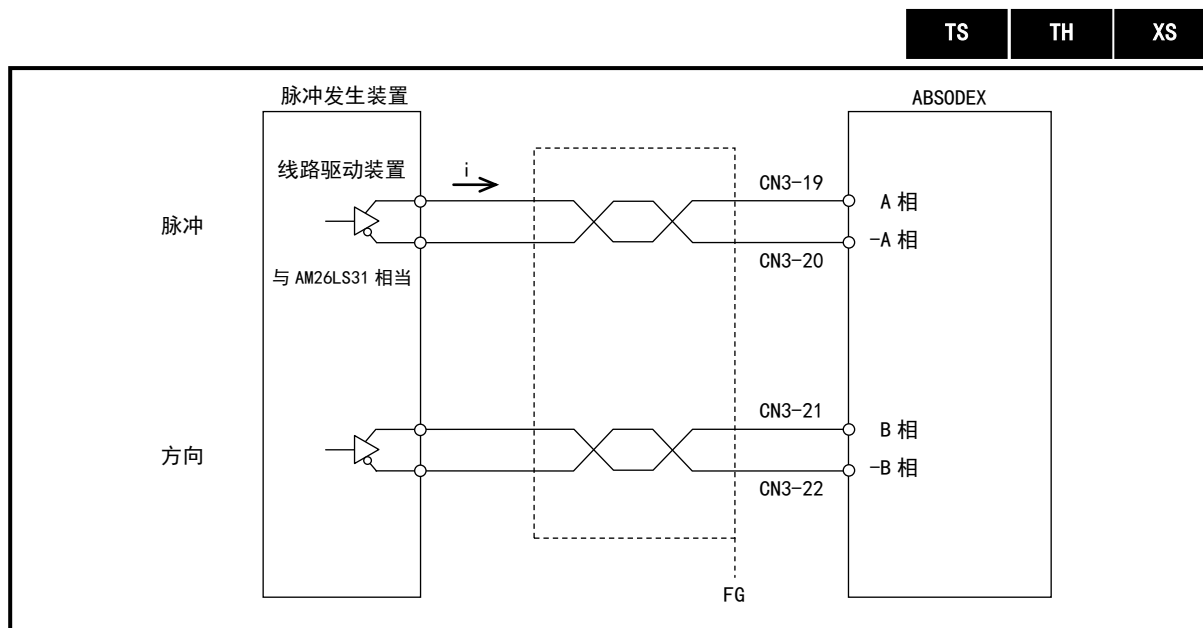 TS TH XS
脉冲发生装置 ABSODEX
线路驱动装置 i
CN3-19
脉冲 A 相
-A 相
CN3-20
与 AM26LS31 相当
CN3-21
B 相
方向 -B 相
CN3-22
FG